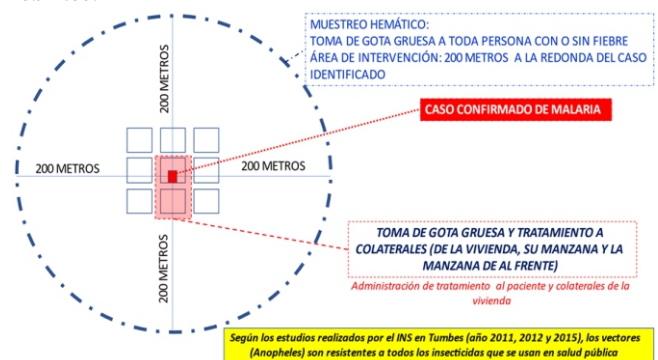 MUESTREO HEMÁTICO:
TOMA DE GOTA GRUESA A TODA PERSONA CON O SIN FIEBRE
ÁREA DE INTERVENCIÓN: 200 METROS A LA REDONDA DEL CASO
IDENTIFICADO
200 METROS
CASO CONFIRMADO DE MALARIA
200 METROS
200 METROS
200 METROS
TOMA DE GOTA GRUESA Y TRATAMIENTO A
COLATERALES (DE LA VIVIENDA, SU MANZANA Y LA
MANZANA DE AL FRENTE)
Administración de tratamiento al paciente y colaterales de la
vivienda
Según los estudios realizados por el INS en Tumbes (año 2011, 2012 y 2015), los vectores
(Anopheles) son resistentes a todos los insecticidas que se usan en salud pública